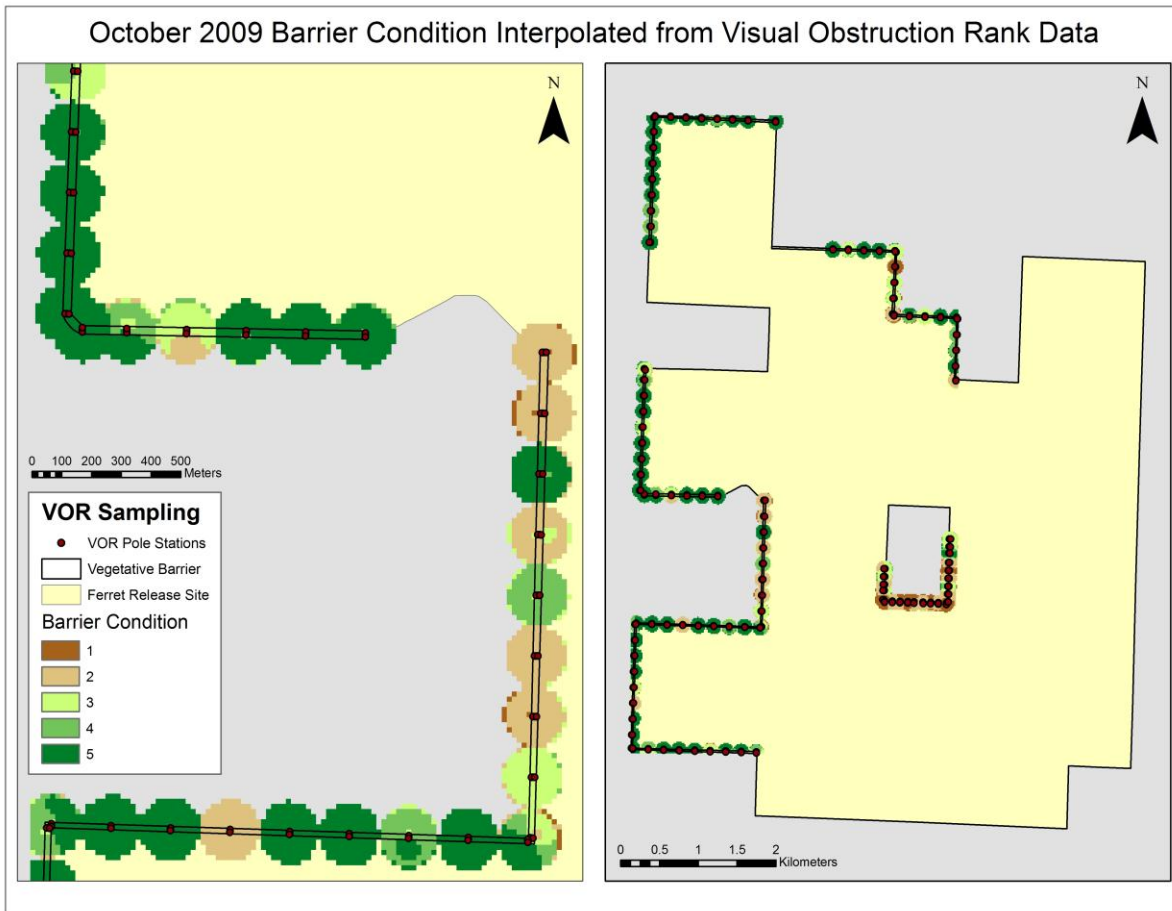 October 2009 Barrier Condition Interpolated from Visual Obstruction Rank Data
N
0 100 200 300 400 500
Meters
VOR Sampling
VOR Pole Stations
Vegetative Barrier
Ferret Release Site
Barrier Condition
1
2
3
4
5
N
0 0.5 1 1.5 2
Kilometers